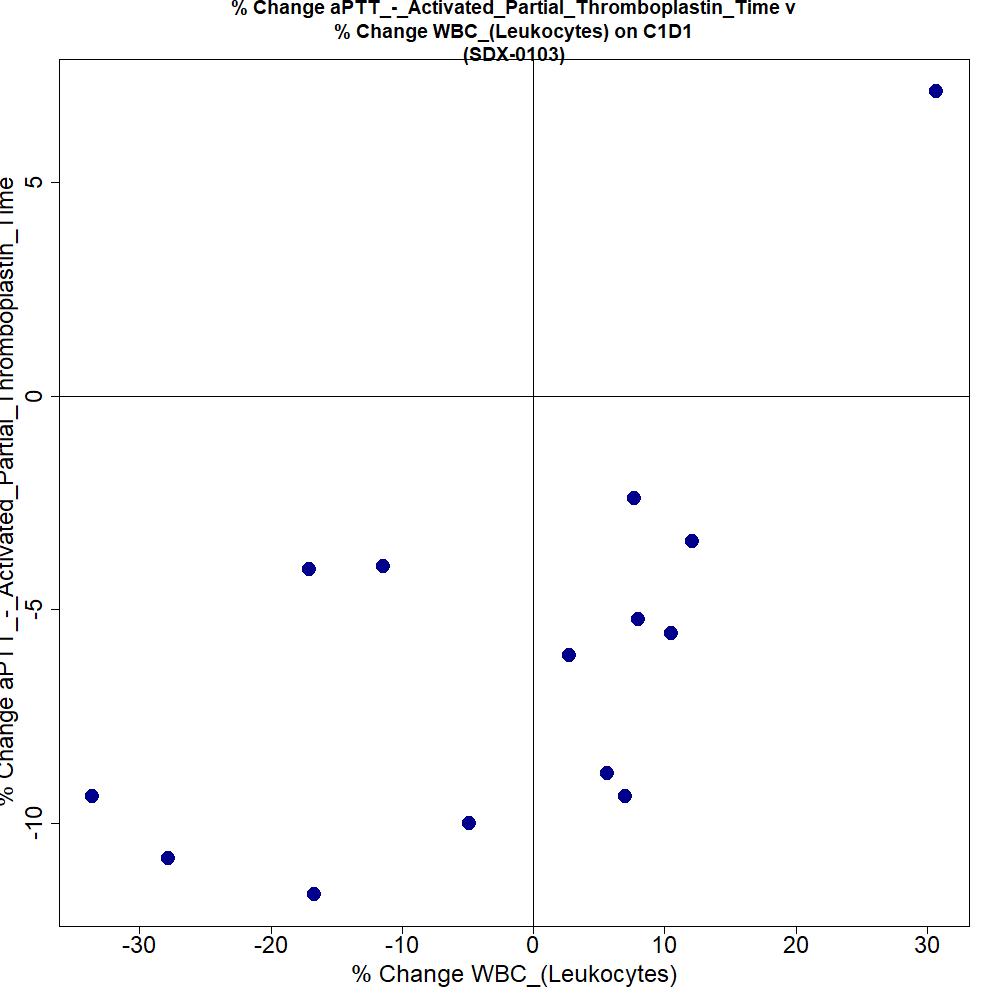 % Change aPTT_-_Activated_Partial_Thromboplastin_Time v
% Change WBC_(Leukocytes) on C1D1
(SDX-0103)
% Change aPTT_-_Activated_Partial_Thromboplastin_Time
5
0
-5
-10
-30
-20
-10
0
10
20
30
% Change WBC_(Leukocytes)